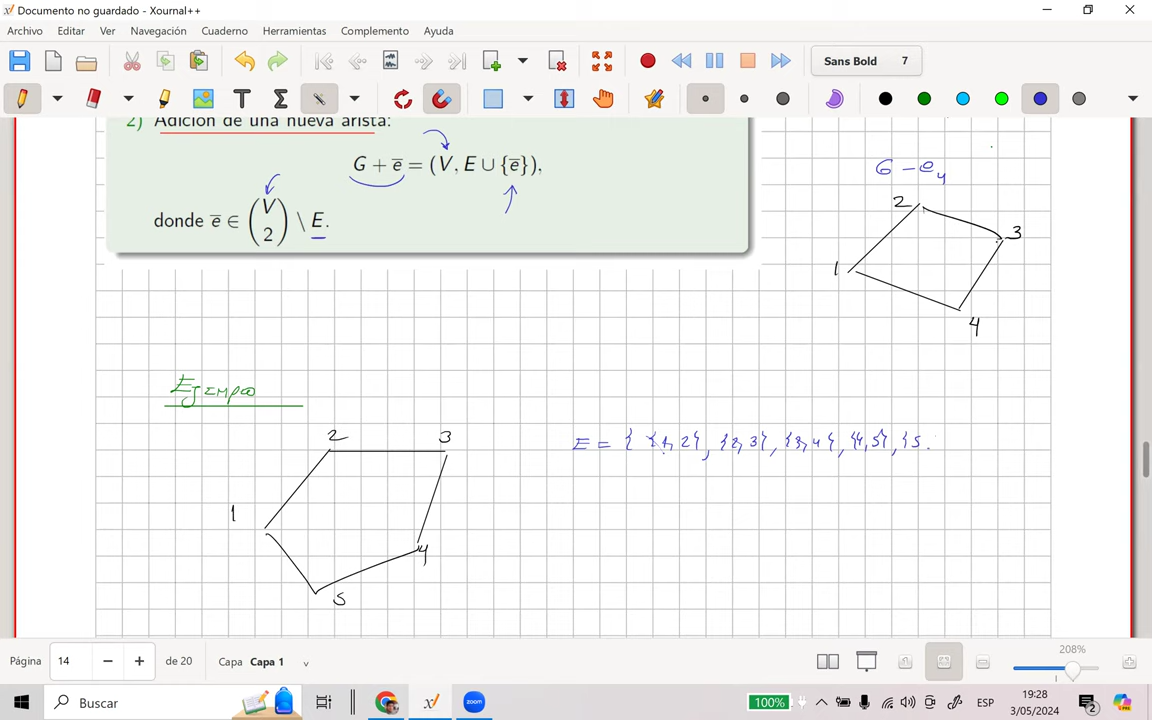 Documento no guardado - Xournal++
Archivo Editar Ver Navegación Cuaderno Herramientas Complemento Ayuda
Sans Bold 7
2) Adición de una nueva arista:
G + e̅ = (V, E ∪ {e̅}),
donde e̅ ∈ (V 2) \ E.
G - e4
2
3
1
4
Ejemplo
2 3
E = { {1, 2}, {2, 3}, {3, 4}, {4, 5}, {5
1
4
5
Página 14 de 20 Capa Capa 1
208%
Buscar
zoom
100%
ESP
19:28
3/05/2024
2